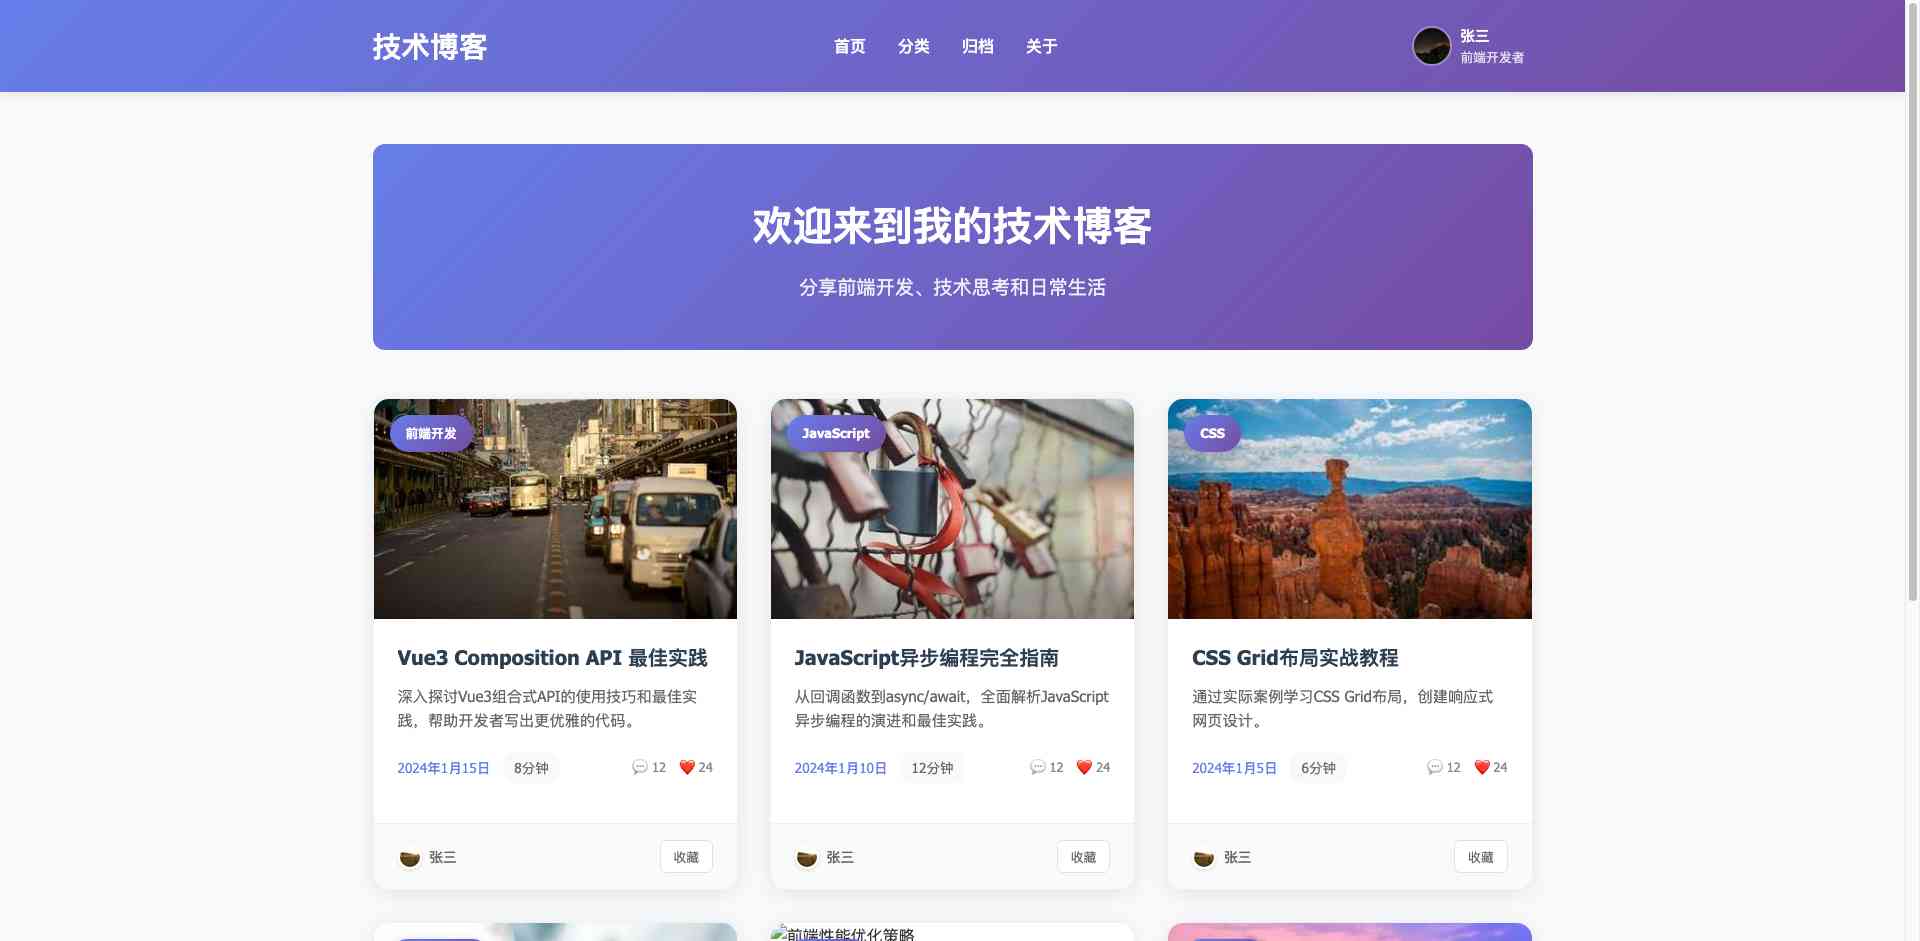 技术博客
首页 分类 归档 关于
张三
前端开发者
欢迎来到我的技术博客
分享前端开发、技术思考和日常生活
前端开发
Vue3 Composition API 最佳实践
深入探讨Vue3组合式API的使用技巧和最佳实
践，帮助开发者写出更优雅的代码。
2024年1月15日 8分钟 12 24
张三 收藏
JavaScript
JavaScript异步编程完全指南
从回调函数到async/await，全面解析JavaScript
异步编程的演进和最佳实践。
2024年1月10日 12分钟 12 24
张三 收藏
CSS
CSS Grid布局实战教程
通过实际案例学习CSS Grid布局，创建响应式
网页设计。
2024年1月5日 6分钟 12 24
张三 收藏
前端性能优化策略